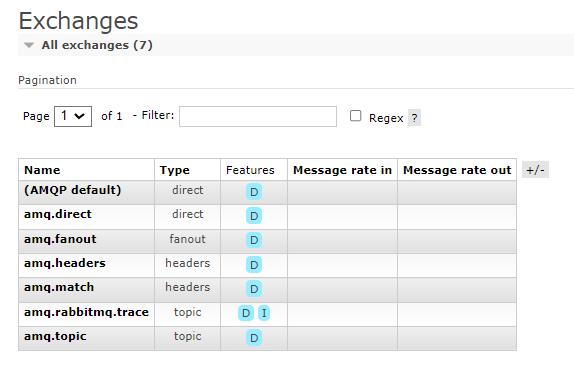 Exchanges
All exchanges (7)
Pagination
Page 1 of 1 - Filter: Regex ?
Name Type Features Message rate in Message rate out +/-
(AMQP default) direct D
amq.direct direct D
amq.fanout fanout D
amq.headers headers D
amq.match headers D
amq.rabbitmq.trace topic D I
amq.topic topic D